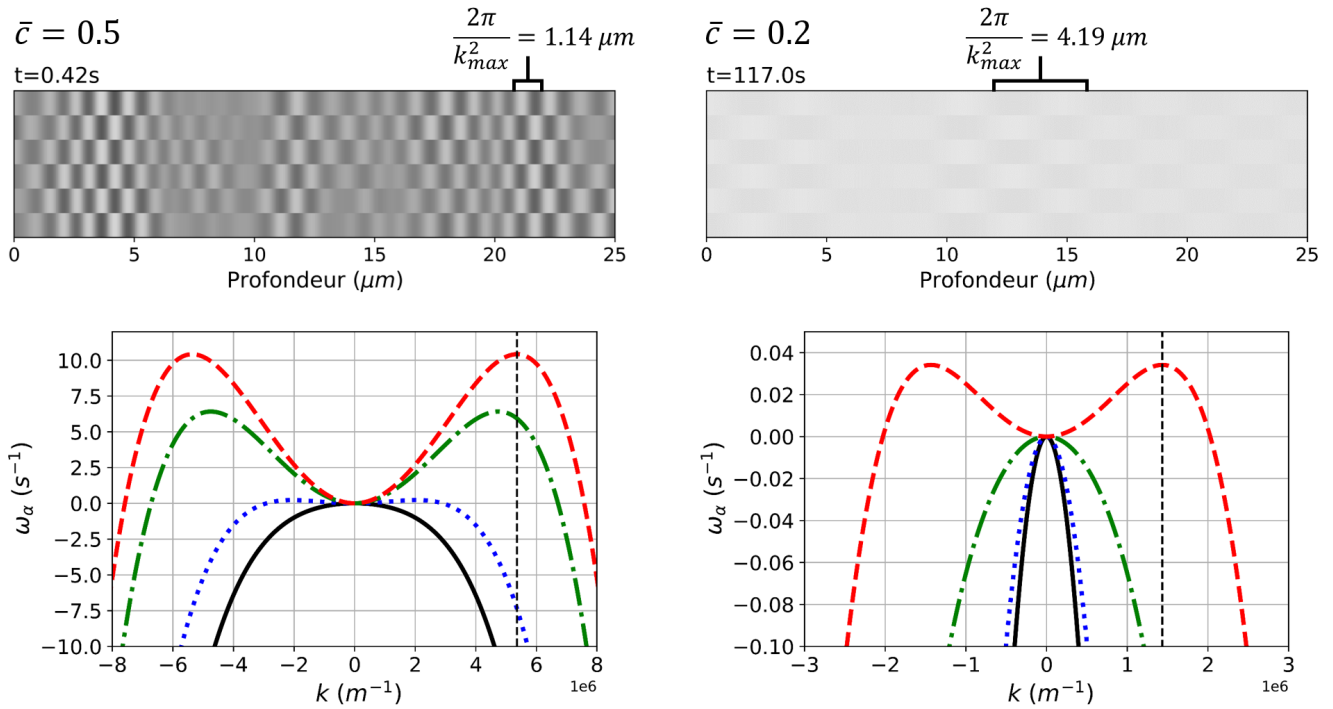 c̄ = 0.5
2π / k²_max = 1.14 μm
t=0.42s
0 5 10 15 20 25
Profondeur (μm)
c̄ = 0.2
2π / k²_max = 4.19 μm
t=117.0s
0 5 10 15 20 25
Profondeur (μm)
10.0
7.5
5.0
2.5
0.0
−2.5
−5.0
−7.5
−10.0
ω_α (s⁻¹)
−8 −6 −4 −2 0 2 4 6 8
1e6
k (m⁻¹)
0.04
0.02
0.00
−0.02
−0.04
−0.06
−0.08
−0.10
ω_α (s⁻¹)
−3 −2 −1 0 1 2 3
1e6
k (m⁻¹)